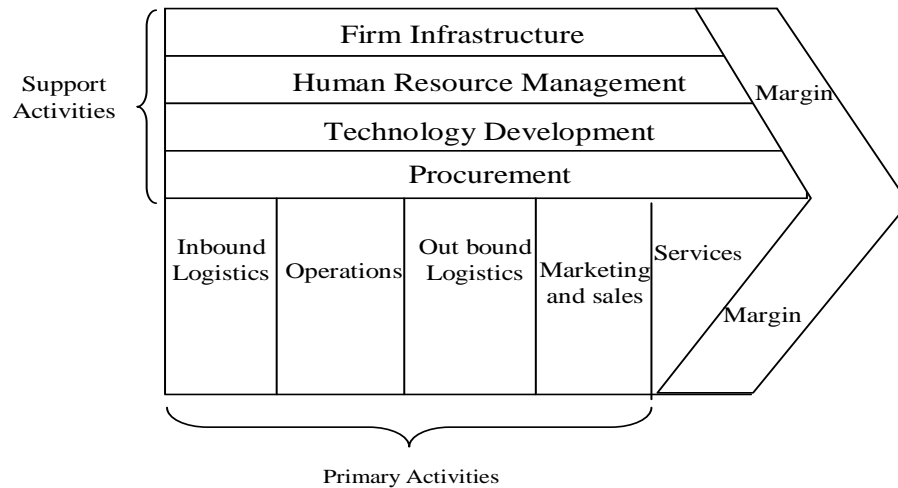 Firm Infrastructure
Support
Activities
Human Resource Management
Margin
Technology Development
Procurement
Inbound
Logistics
Operations
Out bound
Logistics
Marketing
and sales
Services
Margin
Primary Activities